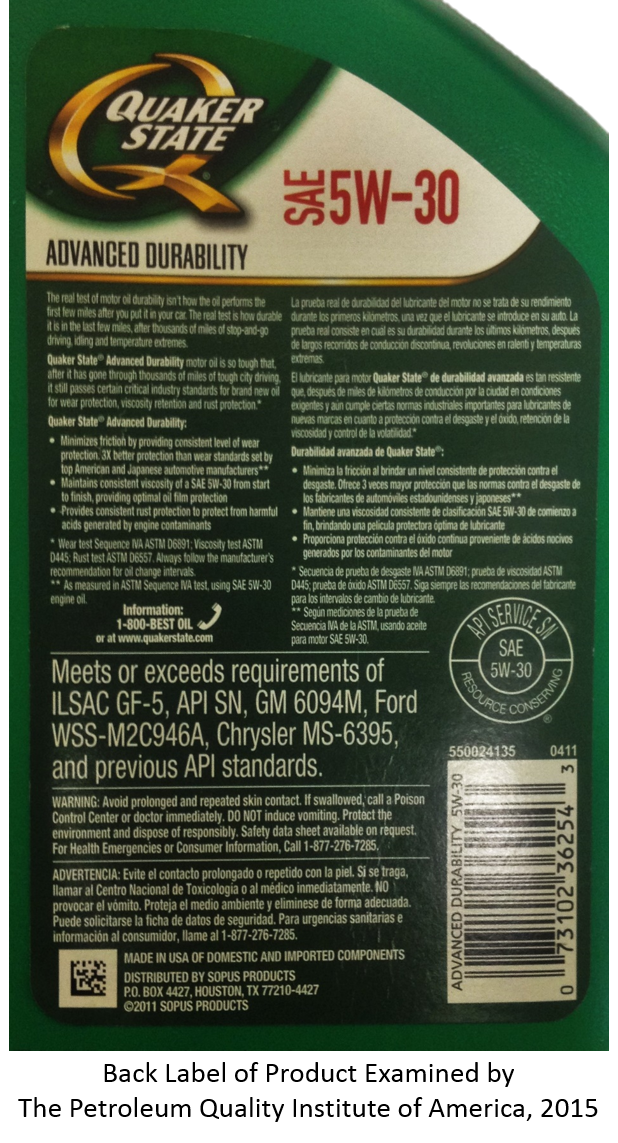 QUAKER
STATE
SAE 5W-30
ADVANCED DURABILITY
The real test of motor oil durability isn't how the oil performs the
first few miles after you put it in your car. The real test is how durable
it is in the last few miles, after thousands of miles of stop-and-go
driving, idling and temperature extremes.
Quaker State® Advanced Durability motor oil is so tough that,
after it has gone through thousands of miles of tough city driving,
it still passes certain critical industry standards for brand new oil
for wear protection, viscosity retention and rust protection.*
Quaker State® Advanced Durability:
• Minimizes friction by providing consistent level of wear
protection. 3X better protection than wear standards set by
top American and Japanese automotive manufacturers**
• Maintains consistent viscosity of a SAE 5W-30 from start
to finish, providing optimal oil film protection
• Provides consistent rust protection to protect from harmful
acids generated by engine contaminants
* Wear test Sequence IVA ASTM D6891; Viscosity test ASTM
D445; Rust test ASTM D6557. Always follow the manufacturer's
recommendation for oil change intervals.
** As measured in ASTM Sequence IVA test, using SAE 5W-30
engine oil.
Information:
1-800-BEST OIL
or at www.quakerstate.com
La prueba real de durabilidad del lubricante del motor no se trata de su rendimiento
durante los primeros kilómetros, una vez que el lubricante se introduce en su auto. La
prueba real consiste en cuál es su durabilidad durante los últimos kilómetros, después
de largos recorridos de conducción discontinua, revoluciones en ralentí y temperaturas
extremas.
El lubricante para motor Quaker State® de durabilidad avanzada es tan resistente
que, después de miles de kilómetros de conducción por la ciudad en condiciones
exigentes y aún cumple ciertas normas industriales importantes para lubricantes de
nuevas marcas en cuanto a protección contra el desgaste y el óxido, retención de la
viscosidad y control de la volatilidad.*
Durabilidad avanzada de Quaker State®:
• Minimiza la fricción al brindar un nivel consistente de protección contra el
desgaste. Ofrece 3 veces mayor protección que las normas contra el desgaste de
los fabricantes de automóviles estadounidenses y japoneses**
• Mantiene una viscosidad consistente de clasificación SAE 5W-30 de comienzo a
fin, brindando una película protectora óptima de lubricante
• Proporciona protección contra el óxido continua proveniente de ácidos nocivos
generados por los contaminantes del motor
* Secuencia de prueba de desgaste IVA ASTM D6891; prueba de viscosidad ASTM
D445; prueba de óxido ASTM D6557. Siga siempre las recomendaciones del fabricante
para los intervalos de cambio de lubricante.
** Según mediciones de la prueba de
Secuencia IVA de la ASTM, usando aceite
para motor SAE 5W-30.
API SERVICE SN
SAE
5W-30
RESOURCE CONSERVING
®
Meets or exceeds requirements of
ILSAC GF-5, API SN, GM 6094M, Ford
WSS-M2C946A, Chrysler MS-6395,
and previous API standards.
WARNING: Avoid prolonged and repeated skin contact. If swallowed, call a Poison
Control Center or doctor immediately. DO NOT induce vomiting. Protect the
environment and dispose of responsibly. Safety data sheet available on request.
For Health Emergencies or Consumer Information, Call 1-877-276-7285.
ADVERTENCIA: Evite el contacto prolongado o repetido con la piel. Si se traga,
llamar al Centro Nacional de Toxicología o al médico inmediatamente. NO
provocar el vómito. Proteja el medio ambiente y elimínese de forma adecuada.
Puede solicitarse la ficha de datos de seguridad. Para urgencias sanitarias e
información al consumidor, llame al 1-877-276-7285.
MADE IN USA OF DOMESTIC AND IMPORTED COMPONENTS
DISTRIBUTED BY SOPUS PRODUCTS
P.O. BOX 4427, HOUSTON, TX 77210-4427
©2011 SOPUS PRODUCTS
550024135 0411
ADVANCED DURABILITY 5W-30
0 73102 36254 3
Back Label of Product Examined by
The Petroleum Quality Institute of America, 2015